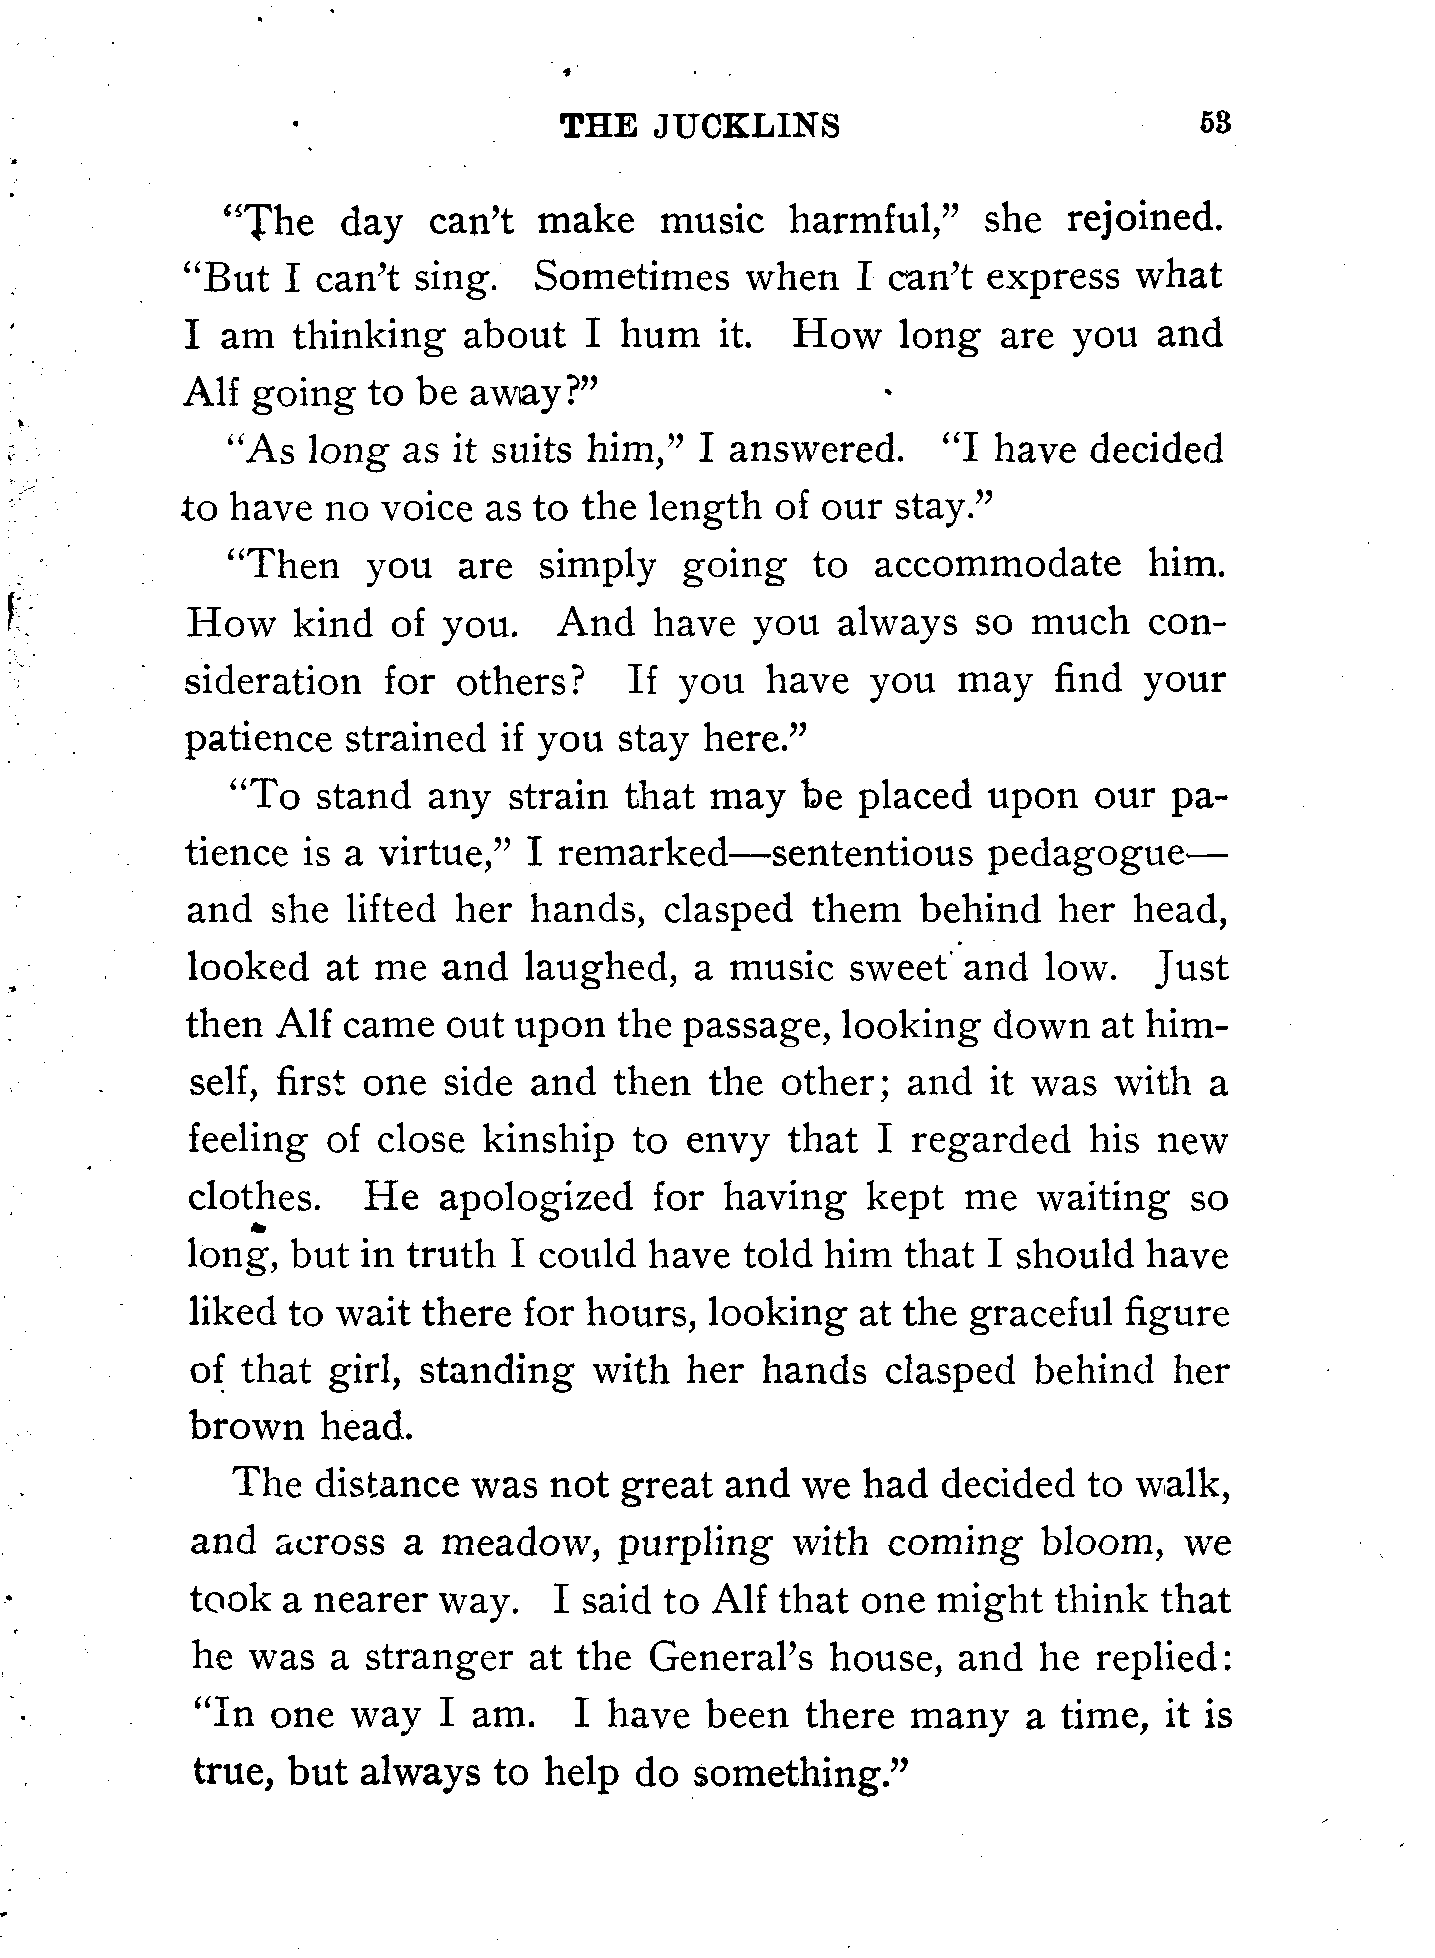 THE JUCKLINS 53
“The day can’t make music harmful,” she rejoined.
“But I can’t sing. Sometimes when I can’t express what
I am thinking about I hum it. How long are you and
Alf going to be away?”
“As long as it suits him,” I answered. “I have decided
to have no voice as to the length of our stay.”
“Then you are simply going to accommodate him.
How kind of you. And have you always so much con-
sideration for others? If you have you may find your
patience strained if you stay here.”
“To stand any strain that may be placed upon our pa-
tience is a virtue,” I remarked—sententious pedagogue—
and she lifted her hands, clasped them behind her head,
looked at me and laughed, a music sweet and low. Just
then Alf came out upon the passage, looking down at him-
self, first one side and then the other; and it was with a
feeling of close kinship to envy that I regarded his new
clothes. He apologized for having kept me waiting so
long, but in truth I could have told him that I should have
liked to wait there for hours, looking at the graceful figure
of that girl, standing with her hands clasped behind her
brown head.
The distance was not great and we had decided to walk,
and across a meadow, purpling with coming bloom, we
took a nearer way. I said to Alf that one might think that
he was a stranger at the General’s house, and he replied:
“In one way I am. I have been there many a time, it is
true, but always to help do something.”